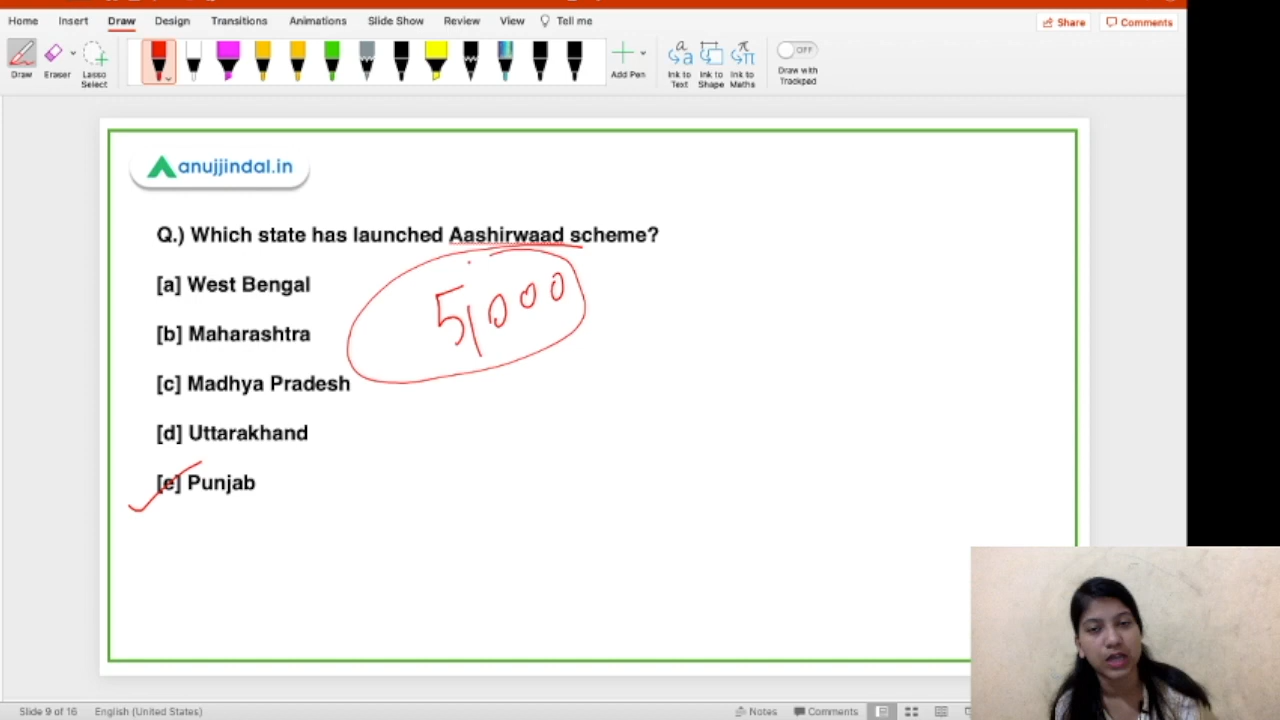 Home Insert Draw Design Transitions Animations Slide Show Review View Tell me Share Comments
Draw Eraser Lasso Select Add Pen Ink to Text Ink to Shape Ink to Maths OFF Draw with Trackpad
anujjindal.in
Q.) Which state has launched Aashirwaad scheme?
[a] West Bengal
51000
[b] Maharashtra
[c] Madhya Pradesh
[d] Uttarakhand
[e] Punjab
Slide 9 of 16 English (United States) Notes Comments